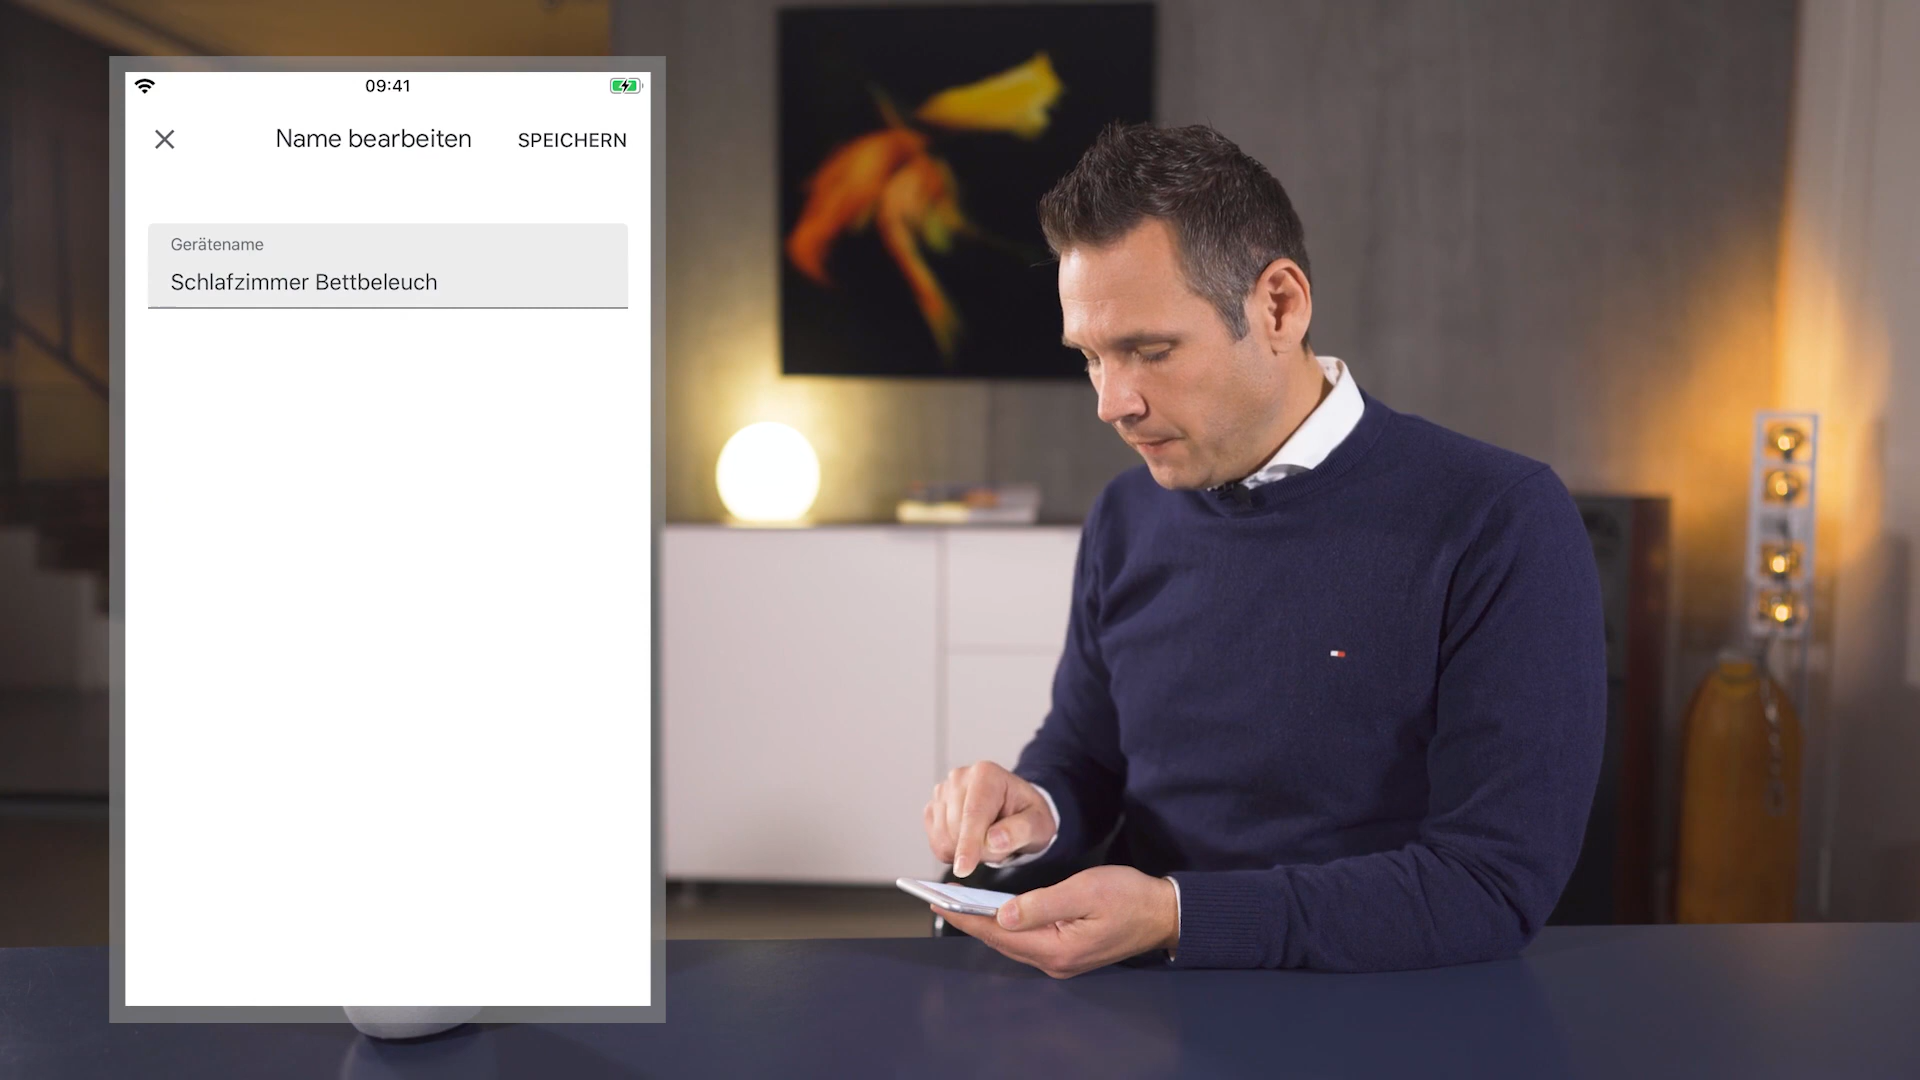 09:41
Name bearbeiten
SPEICHERN
Gerätename
Schlafzimmer Bettbeleuch